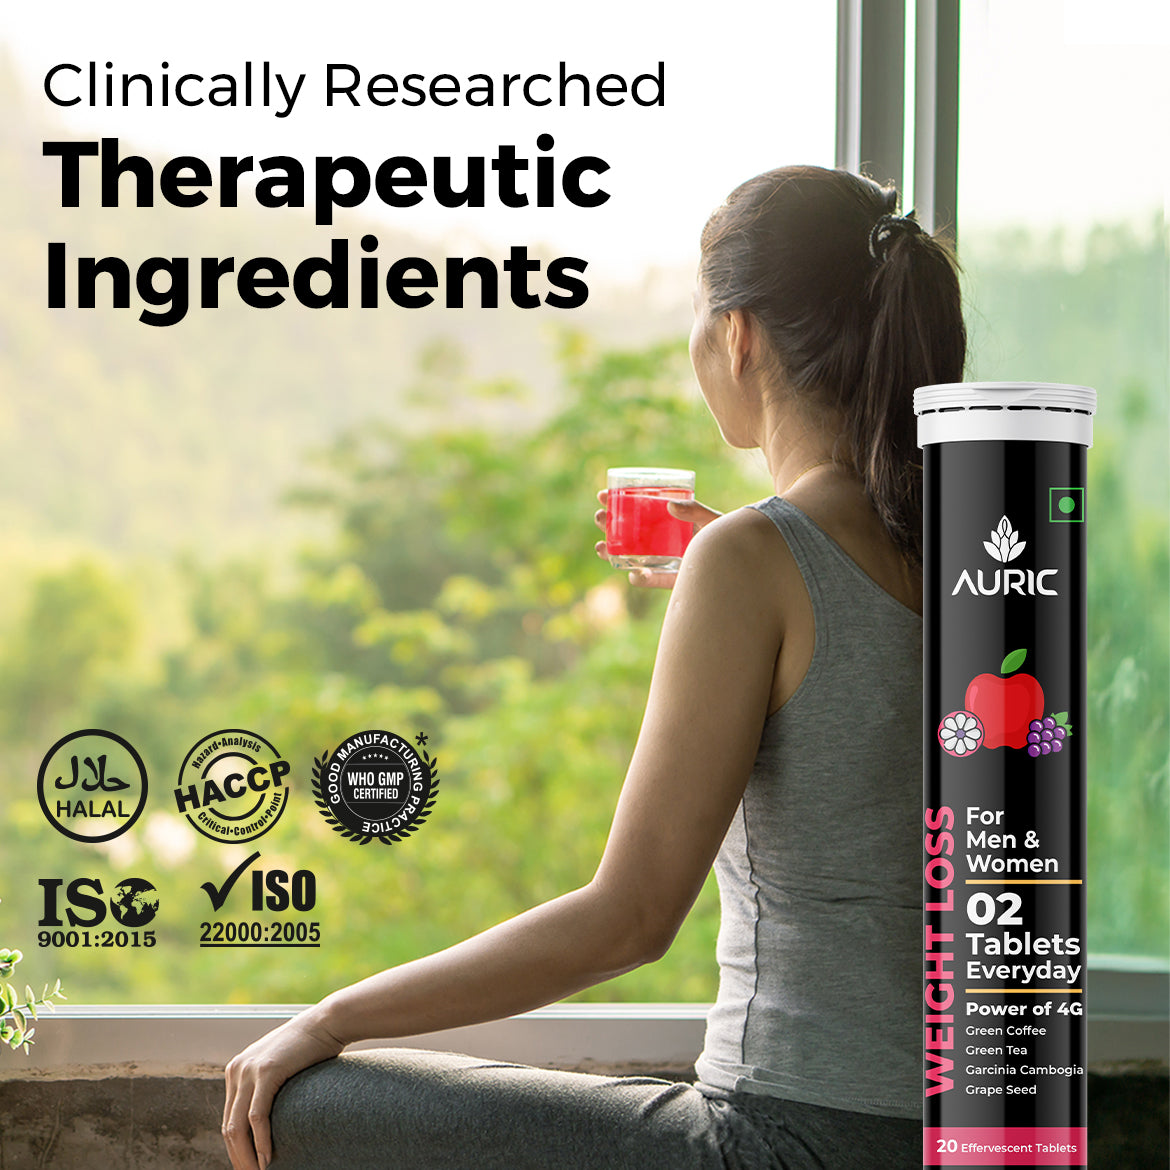 Clinically Researched
Therapeutic
Ingredients
حلال
HALAL
Hazard•Analysis
HACCP
Critical•Control•Point
GOOD MANUFACTURING PRACTICE
*
WHO GMP
CERTIFIED
ISO
9001:2015
ISO
22000:2005
AURIC
WEIGHT LOSS
For
Men &
Women
02
Tablets
Everyday
Power of 4G
Green Coffee
Green Tea
Garcinia Cambogia
Grape Seed
20 Effervescent Tablets